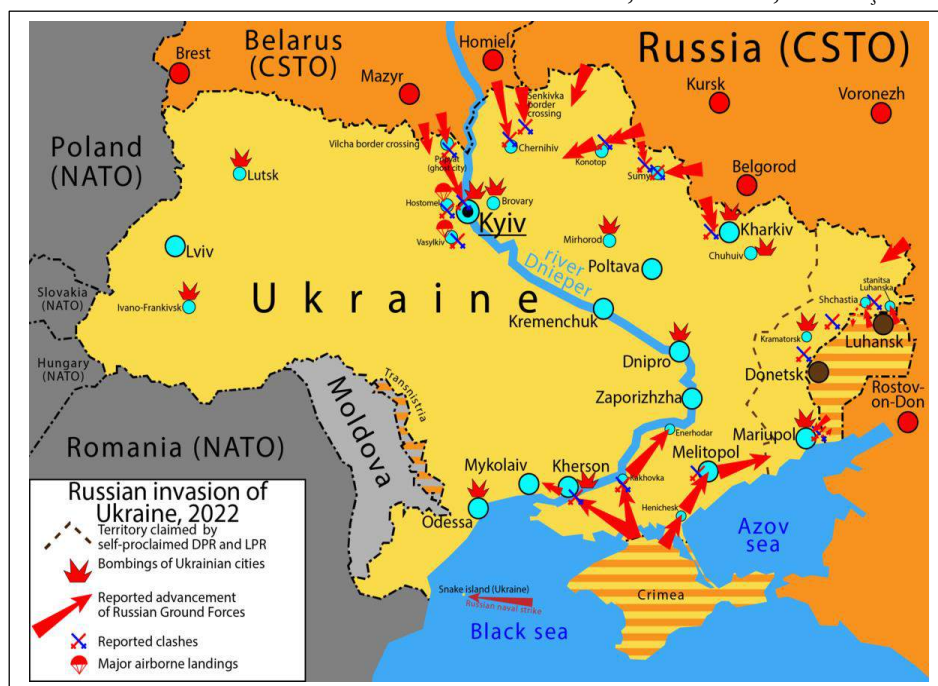 Belarus
(CSTO)
Homiel
Russia (CSTO)
Brest
Mazyr
Kursk
Voronezh
Senkivka
border
crossing
Poland
(NATO)
Vilcha border crossing
Pripyat
(ghost city)
Chernihiv
Konotop
Sumy
Belgorod
Lutsk
Hostomel
Brovary
Kyiv
Kharkiv
Vasylkiv
Mirhorod
Chuhuiv
Lviv
river
Dnieper
Poltava
Slovakia
(NATO)
Ivano-Frankivsk
Ukraine
Kremenchuk
Shchastia
stanitsa
Luhanska
Luhansk
Kramatorsk
Hungary
(NATO)
Dnipro
Donetsk
Moldova
Transnistria
Zaporizhzha
Rostov-
on-Don
Enerhodar
Mariupol
Romania (NATO)
Mykolaiv
Kherson
Kakhovka
Melitopol
Odessa
Henichesk
Azov
sea
Snake island (Ukraine)
Russian naval strike
Crimea
Black sea
Russian invasion of
Ukraine, 2022
Territory claimed by
self-proclaimed DPR and LPR
Bombings of Ukrainian cities
Reported advancement
of Russian Ground Forces
Reported clashes
Major airborne landings